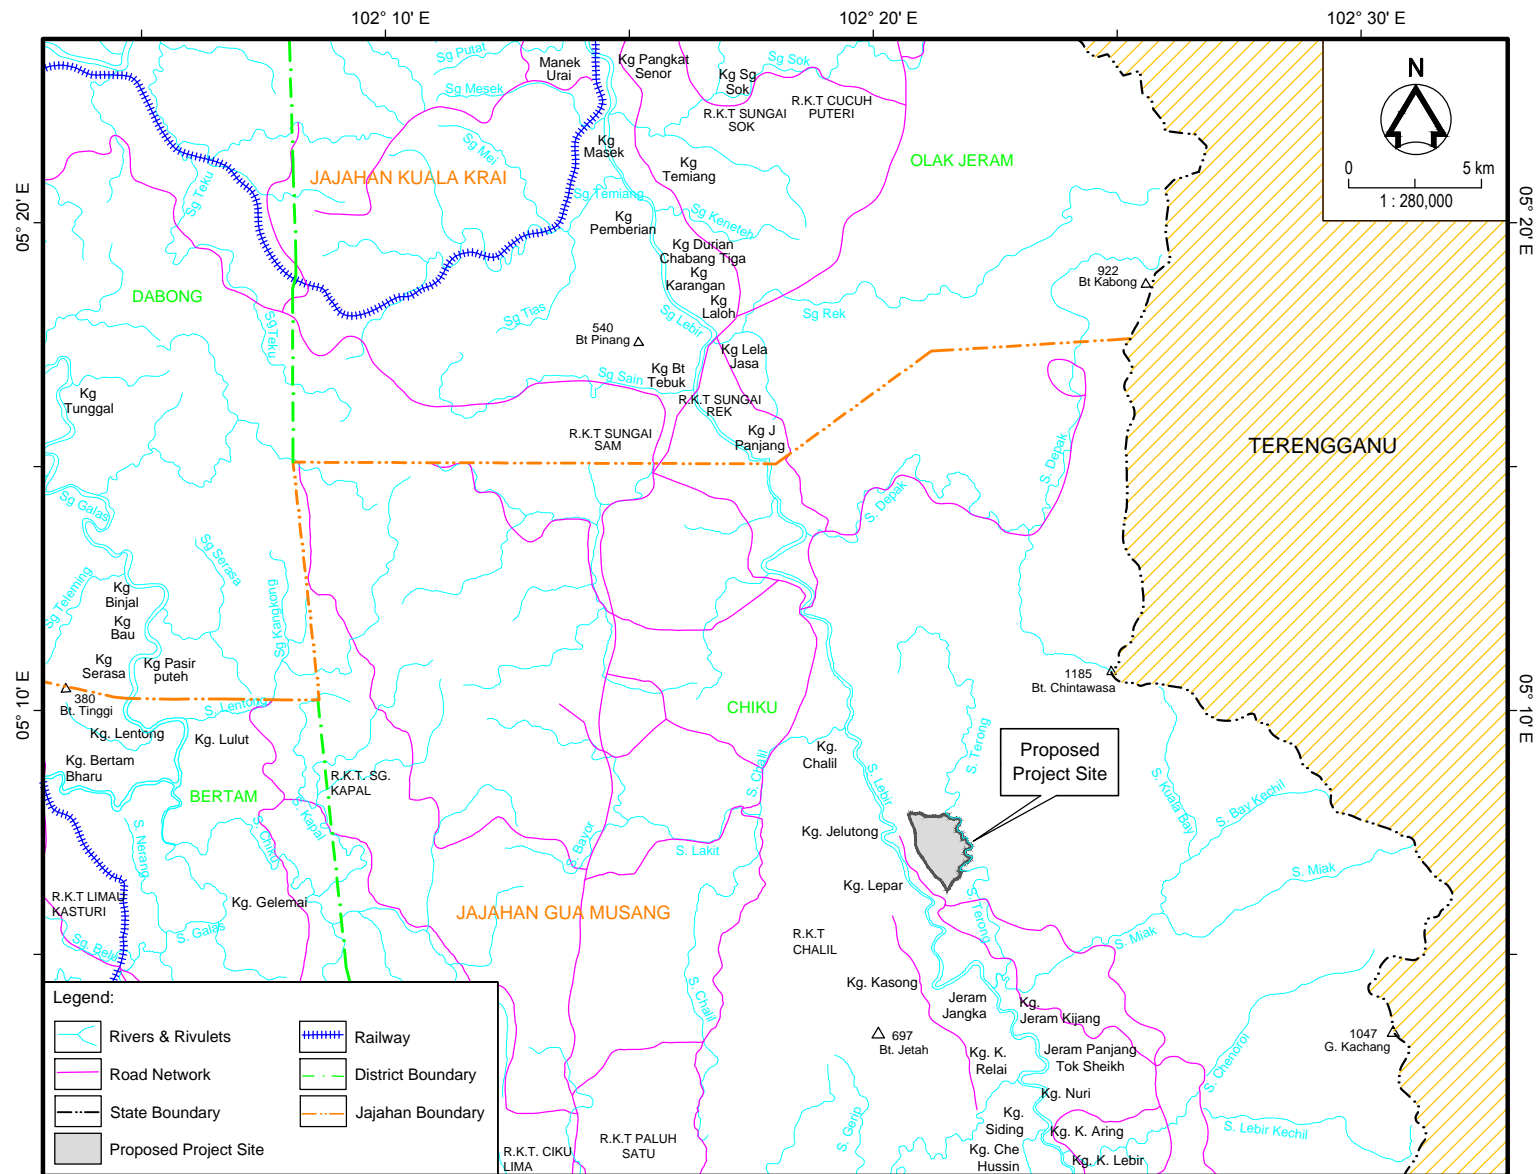 102° 10' E
102° 20' E
102° 30' E
N
0
5 km
1 : 280,000
05° 20' E
05° 20' E
05° 10' E
05° 10' E
Sg Putat
Sg Mesek
Manek
Urai
Kg Pangkat
Senor
Kg Sg
Sok
Sg Sok
R.K.T SUNGAI
SOK
R.K.T CUCUH
PUTERI
OLAK JERAM
Sg Mei
Kg
Masek
Kg
Temiang
JAJAHAN KUALA KRAI
Sg Teku
Sg Temiang
Kg
Pemberian
Sg Keneteh
Kg Durian
Chabang Tiga
Kg
Karangan
Kg
Laloh
922
Bt Kabong
DABONG
Sg Teku
Sg Tias
540
Bt Pinang
Sg Lebir
Sg Rek
Kg Lela
Jasa
Kg
Tunggal
Sg Sain
Kg Bt
Tebuk
R.K.T SUNGAI
REK
R.K.T SUNGAI
SAM
Kg J
Panjang
TERENGGANU
S. Depak
S. Depak
Sg Galas
Sg Serasa
Sg Teleming
Kg
Binjal
Kg
Bau
Sg Kangkong
Kg
Serasa
Kg Pasir
puteh
380
Bt. Tinggi
S. Lentong
1185
Bt. Chintawasa
CHIKU
Kg. Lentong
Kg. Lulut
Kg. Bertam
Bharu
BERTAM
R.K.T. SG.
KAPAL
S. Kapal
S. Chiku
S. Nerang
Kg.
Chalil
S. Chalil
S. Lebir
S. Terong
Proposed
Project Site
S. Kuala Bay
S. Bay Kechil
Kg. Jelutong
S. Bayor
S. Lakit
S. Miak
Kg. Lepar
R.K.T LIMAU
KASTURI
Kg. Gelemai
JAJAHAN GUA MUSANG
S. Terong
S. Galas
Sg. Belu
R.K.T
CHALIL
S. Miak
Kg. Kasong
S. Chalil
Jeram
Jangka
Kg.
Jeram Kijang
697
Bt. Jetah
Kg. K.
Relai
Jeram Panjang
Tok Sheikh
1047
G. Kachang
S. Chenoroi
Kg. Nuri
S. Gerip
Kg.
Siding
Kg. K. Aring
S. Lebir Kechil
Kg. Che
Hussin
Kg. K. Lebir
R.K.T. CIKU
LIMA
R.K.T PALUH
SATU
Legend:
Rivers & Rivulets
Railway
Road Network
District Boundary
State Boundary
Jajahan Boundary
Proposed Project Site